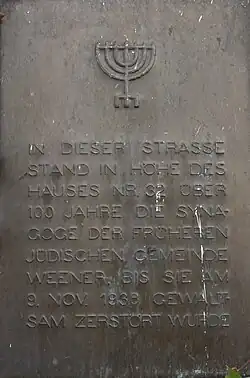 IN DIESER STRASSE
STAND IN HÖHE DES
HAUSES NR. 32 ÜBER
100 JAHRE DIE SYNA-
GOGE DER FRÜHEREN
JÜDISCHEN GEMEINDE
WEENER, BIS SIE AM
9. NOV. 1938 GEWALT-
SAM ZERSTÖRT WURDE